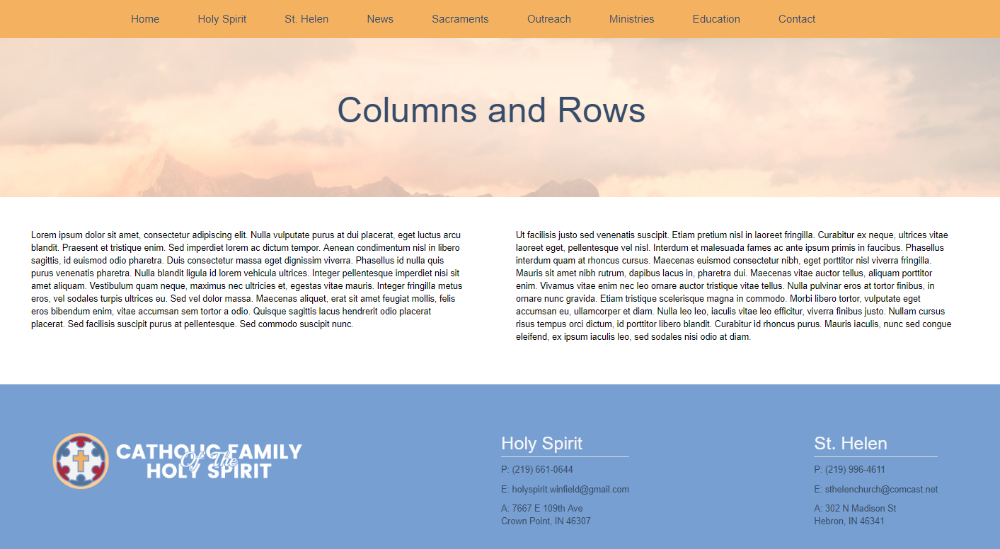 Home Holy Spirit St. Helen News Sacraments Outreach Ministries Education Contact
Columns and Rows
Lorem ipsum dolor sit amet, consectetur adipiscing elit. Nulla vulputate purus at dui placerat, eget luctus arcu
blandit. Praesent et tristique enim. Sed imperdiet lorem ac dictum tempor. Aenean condimentum nisl in libero
sagittis, id euismod odio pharetra. Duis consectetur massa eget dignissim viverra. Phasellus id nulla quis
purus venenatis pharetra. Nulla blandit ligula id lorem vehicula ultrices. Integer pellentesque imperdiet nisi sit
amet aliquam. Vestibulum quam neque, maximus nec ultricies et, egestas vitae mauris. Integer fringilla metus
eros, vel sodales turpis ultrices eu. Sed vel dolor massa. Maecenas aliquet, erat sit amet feugiat mollis, felis
eros bibendum enim, vitae accumsan sem tortor a odio. Quisque sagittis lacus hendrerit odio placerat
placerat. Sed facilisis suscipit purus at pellentesque. Sed commodo suscipit nunc.
Ut facilisis justo sed venenatis suscipit. Etiam pretium nisl in laoreet fringilla. Curabitur ex neque, ultrices vitae
laoreet eget, pellentesque vel nisl. Interdum et malesuada fames ac ante ipsum primis in faucibus. Phasellus
interdum quam at rhoncus cursus. Maecenas euismod consectetur nibh, eget porttitor nisl viverra fringilla.
Mauris sit amet nibh rutrum, dapibus lacus in, pharetra dui. Maecenas vitae auctor tellus, aliquam porttitor
enim. Vivamus vitae enim nec leo ornare auctor tristique vitae tellus. Nulla pulvinar eros at tortor finibus, in
ornare nunc gravida. Etiam tristique scelerisque magna in commodo. Morbi libero tortor, vulputate eget
accumsan eu, ullamcorper et diam. Nulla leo leo, iaculis vitae leo efficitur, viverra finibus justo. Nullam cursus
risus tempus orci dictum, id porttitor libero blandit. Curabitur id rhoncus purus. Mauris iaculis, nunc sed congue
eleifend, ex ipsum iaculis leo, sed sodales nisi odio at diam.
CATHOLIC FAMILY
Of The
HOLY SPIRIT
Holy Spirit
P: (219) 661-0644
E: holyspirit.winfield@gmail.com
A: 7667 E 109th Ave
Crown Point, IN 46307
St. Helen
P: (219) 996-4611
E: sthelenchurch@comcast.net
A: 302 N Madison St
Hebron, IN 46341